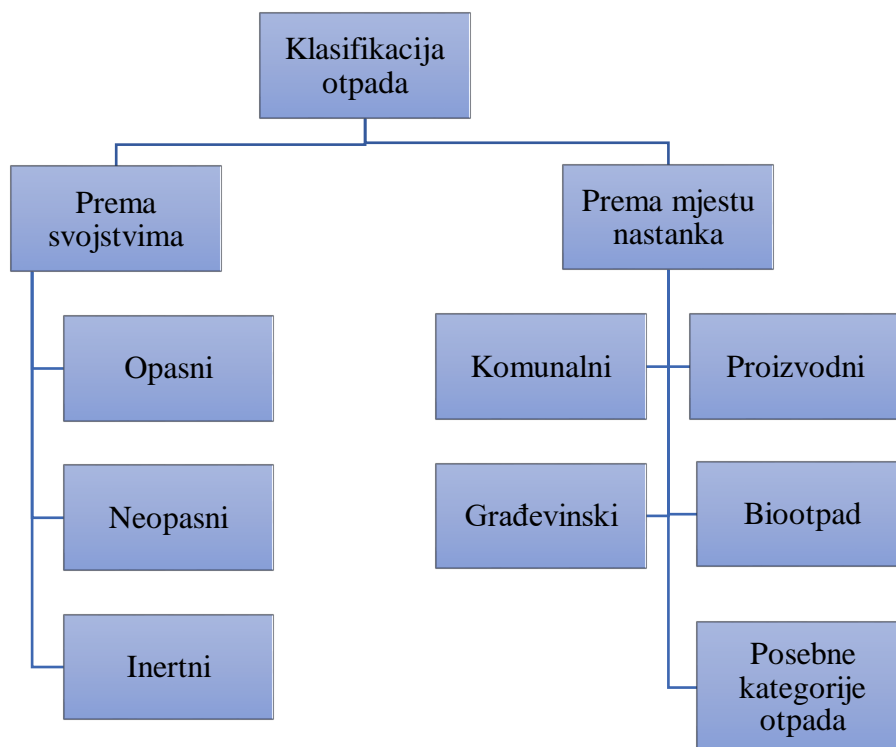 Klasifikacija
otpada
Prema
svojstvima
Opasni
Neopasni
Inertni
Prema mjestu
nastanka
Komunalni
Proizvodni
Građevinski
Biootpad
Posebne
kategorije
otpada